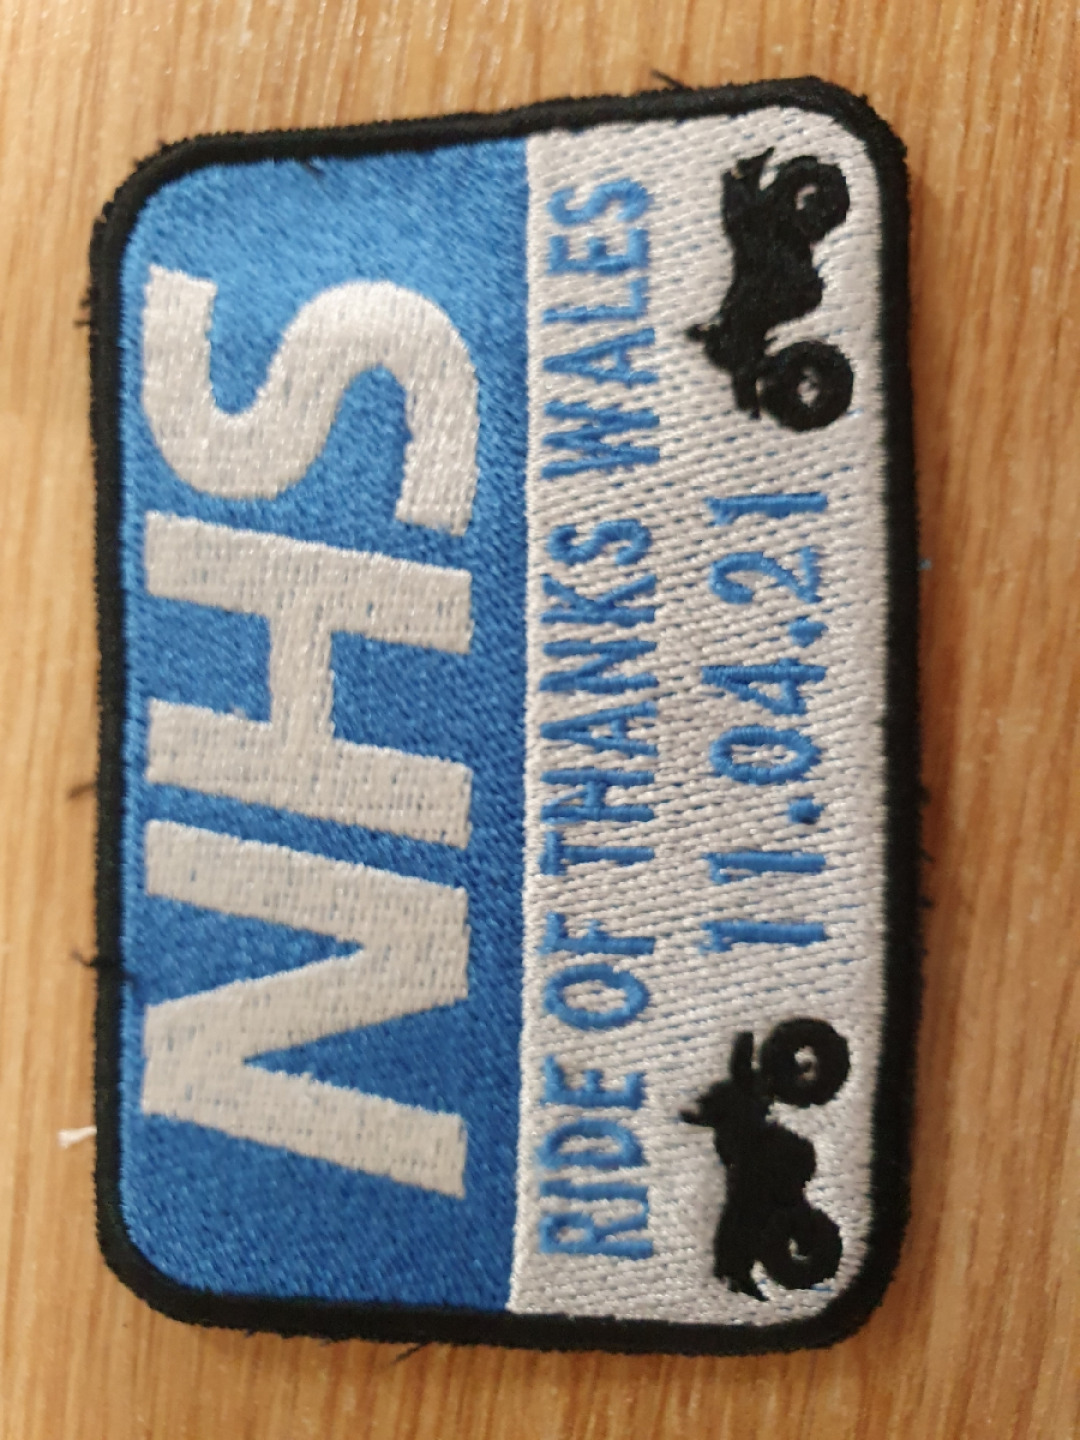 NHS
RIDE OF THANKS WALES
11.04.21